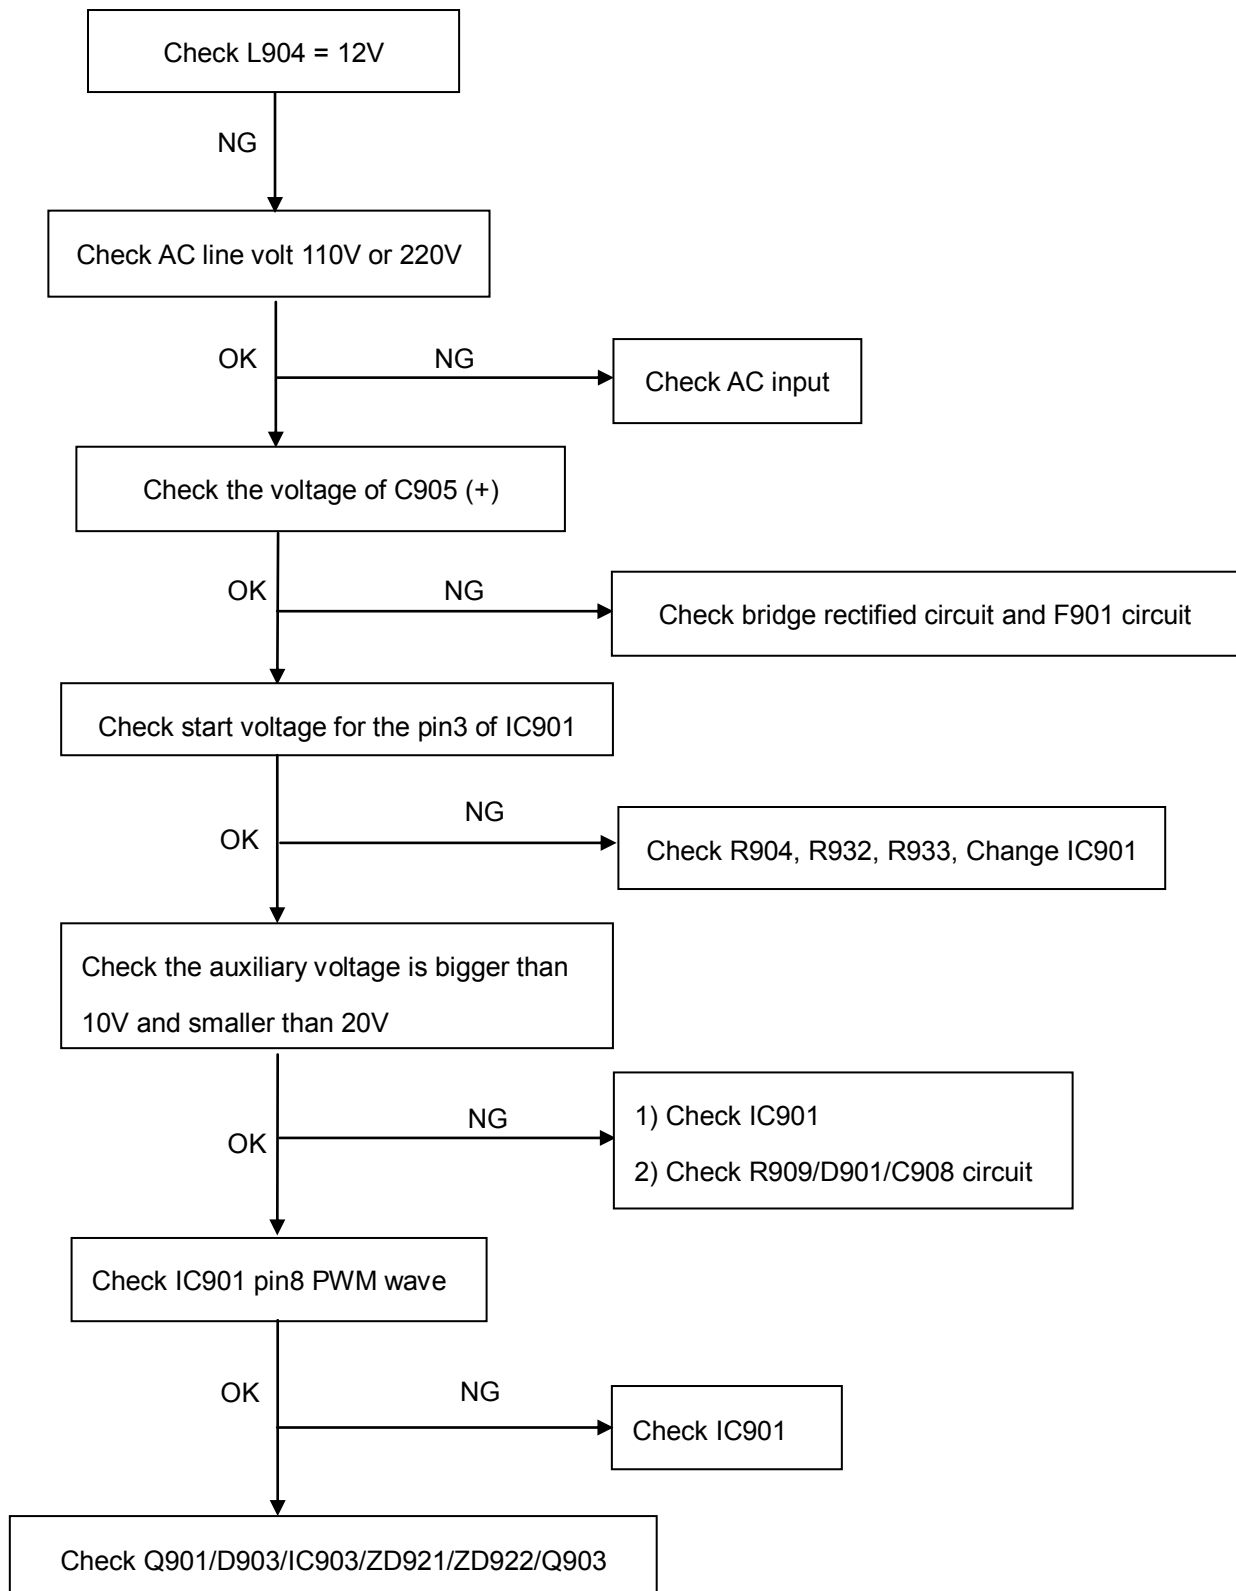 Check L904 = 12V
NG
Check AC line volt 110V or 220V
OK
NG
Check AC input
Check the voltage of C905 (+)
OK
NG
Check bridge rectified circuit and F901 circuit
Check start voltage for the pin3 of IC901
NG
OK
Check R904, R932, R933, Change IC901
Check the auxiliary voltage is bigger than
10V and smaller than 20V
NG
OK
1) Check IC901
2) Check R909/D901/C908 circuit
Check IC901 pin8 PWM wave
OK
NG
Check IC901
Check Q901/D903/IC903/ZD921/ZD922/Q903